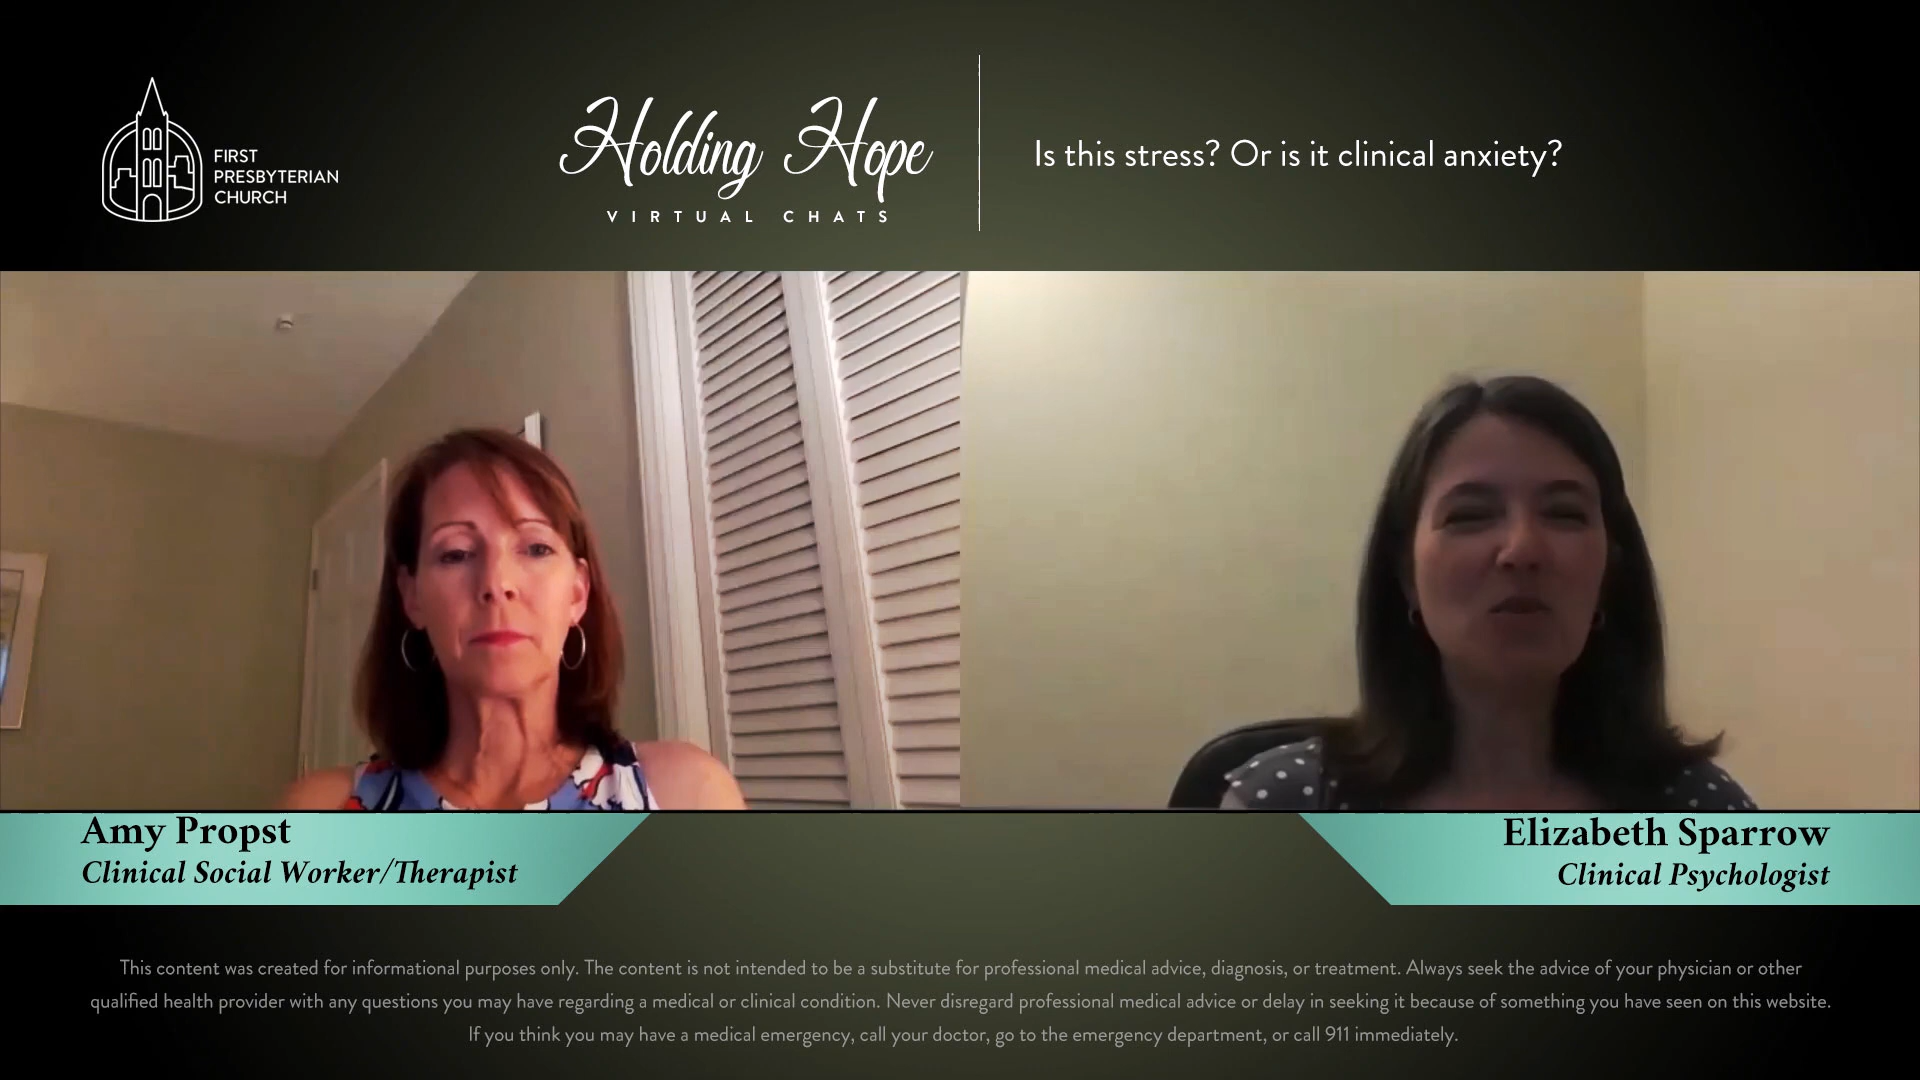 FIRST
PRESBYTERIAN
CHURCH
Holding Hope
VIRTUAL CHATS
Is this stress? Or is it clinical anxiety?
Amy Propst
Clinical Social Worker/Therapist
Elizabeth Sparrow
Clinical Psychologist
This content was created for informational purposes only. The content is not intended to be a substitute for professional medical advice, diagnosis, or treatment. Always seek the advice of your physician or other
qualified health provider with any questions you may have regarding a medical or clinical condition. Never disregard professional medical advice or delay in seeking it because of something you have seen on this website.
If you think you may have a medical emergency, call your doctor, go to the emergency department, or call 911 immediately.